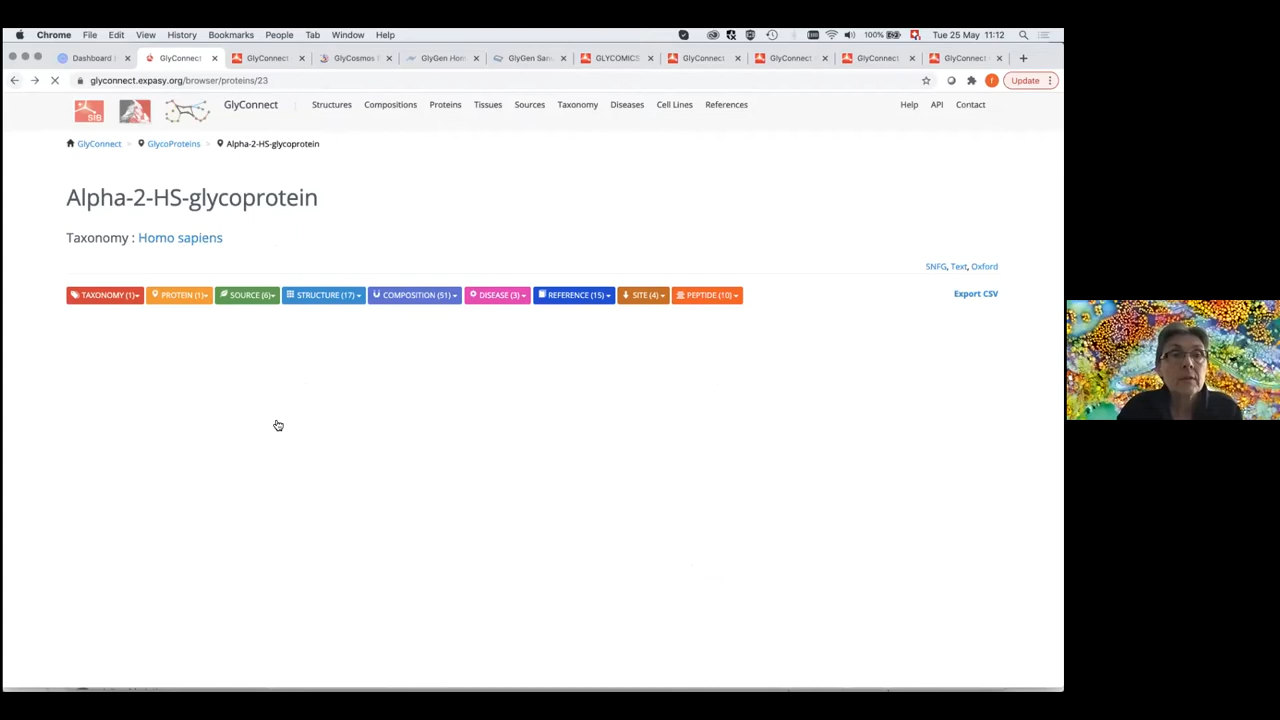 Chrome File Edit View History Bookmarks People Tab Window Help 100% Tue 25 May 11:12
Dashboard GlyConnect GlyConnect GlyCosmos GlyGen Hom GlyGen San GLYCOMICS GlyConnect GlyConnect GlyConnect GlyConnect
glyconnect.expasy.org/browser/proteins/23 Update
SIB GlyConnect Structures Compositions Proteins Tissues Sources Taxonomy Diseases Cell Lines References Help API Contact
GlyConnect > GlycoProteins > Alpha-2-HS-glycoprotein
Alpha-2-HS-glycoprotein
Taxonomy : Homo sapiens
SNFG, Text, Oxford
TAXONOMY (1) PROTEIN (1) SOURCE (6) STRUCTURE (17) COMPOSITION (51) DISEASE (3) REFERENCE (15) SITE (4) PEPTIDE (10) Export CSV